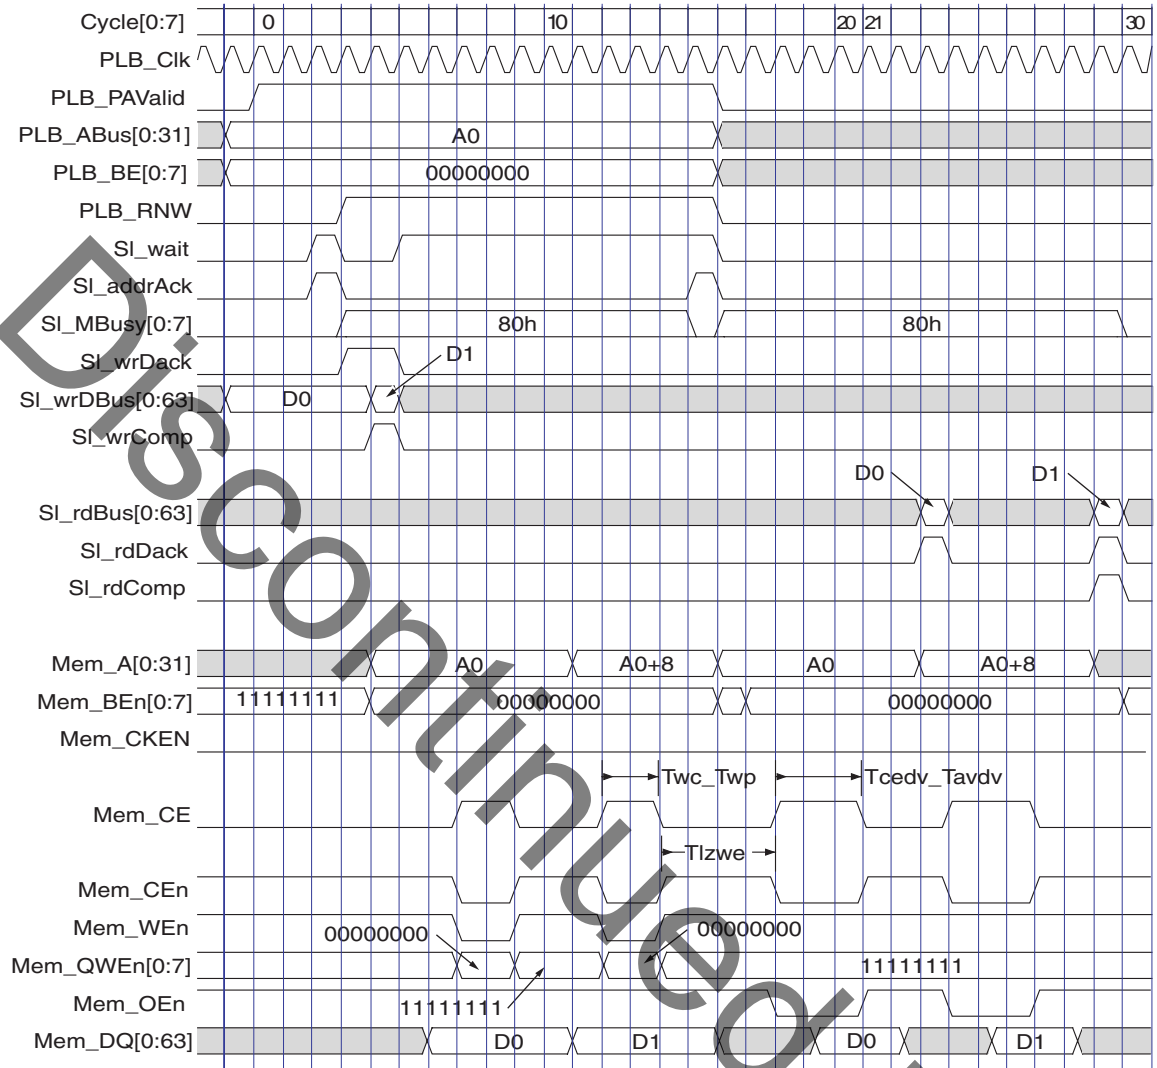 Cycle[0:7] 0 10 20 21 30
PLB_Clk
PLB_PAValid
PLB_ABus[0:31] A0
PLB_BE[0:7] 00000000
PLB_RNW
Sl_wait
Sl_addrAck
Sl_MBusy[0:7] 80h 80h
Sl_wrDack D1
Sl_wrDBus[0:63] D0
Sl_wrComp
D0 D1
Sl_rdBus[0:63]
Sl_rdDack
Sl_rdComp
Mem_A[0:31] A0 A0+8 A0 A0+8
Mem_BEn[0:7] 11111111 00000000 00000000
Mem_CKEN
Twc_Twp Tcedv_Tavdv
Mem_CE
Tlzwe
Mem_CEn
Mem_WEn 00000000 00000000
Mem_QWEn[0:7] 11111111
Mem_OEn 11111111
Mem_DQ[0:63] D0 D1 D0 D1
Discontinued